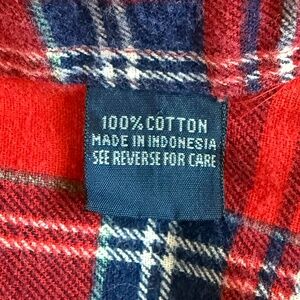 100% COTTON
MADE IN INDONESIA
SEE REVERSE FOR CARE